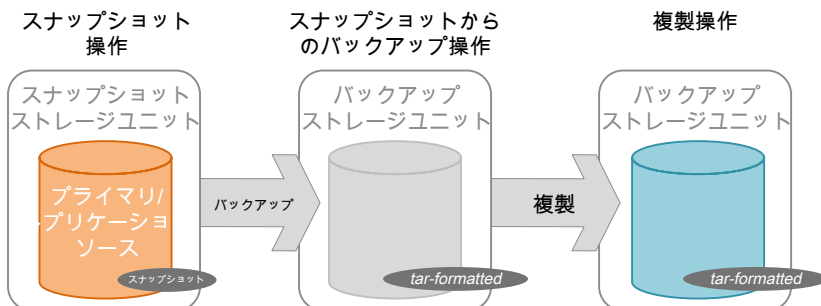 スナップショット
操作
スナップショットから
のバックアップ操作
複製操作
スナップショット
ストレージユニット
バックアップ
ストレージユニット
バックアップ
ストレージユニット
プライマリ/
プリケーショ
ソース
バックアップ
複製
スナップショット
tar-formatted
tar-formatted